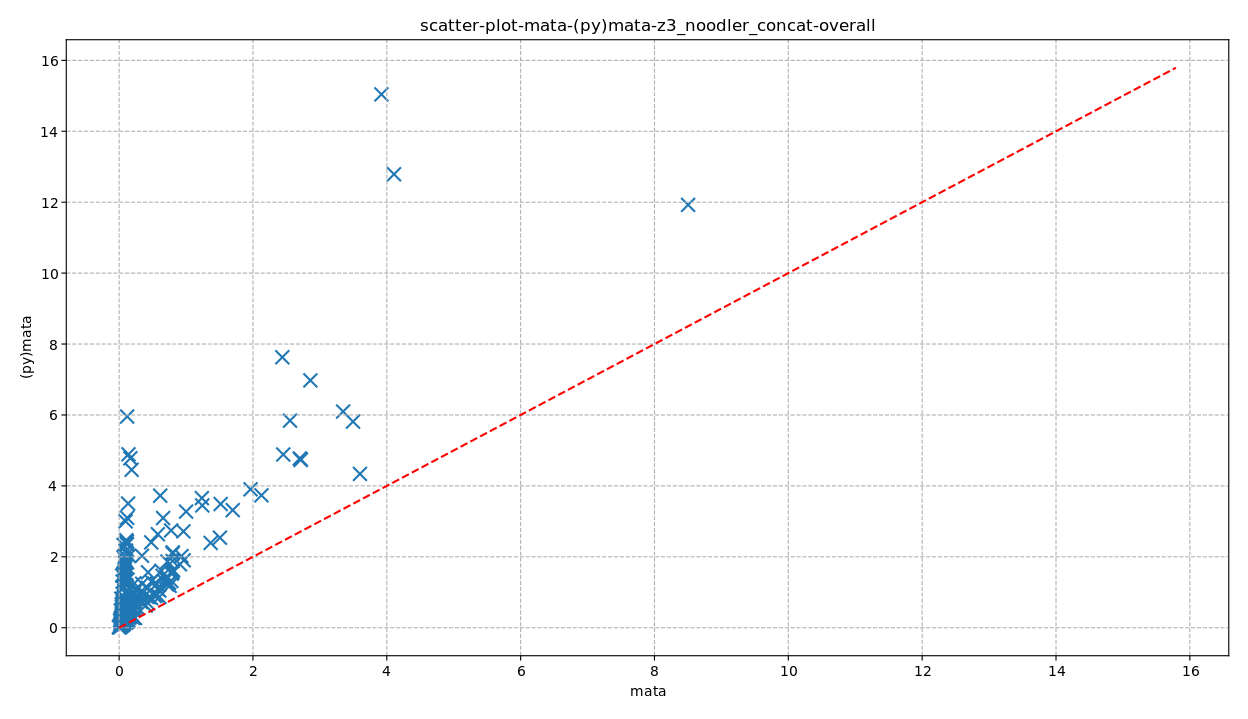 scatter-plot-mata-(py)mata-z3_noodler_concat-overall
16
14
12
10
8
6
4
2
0
(py)mata
0 2 4 6 8 10 12 14 16
mata